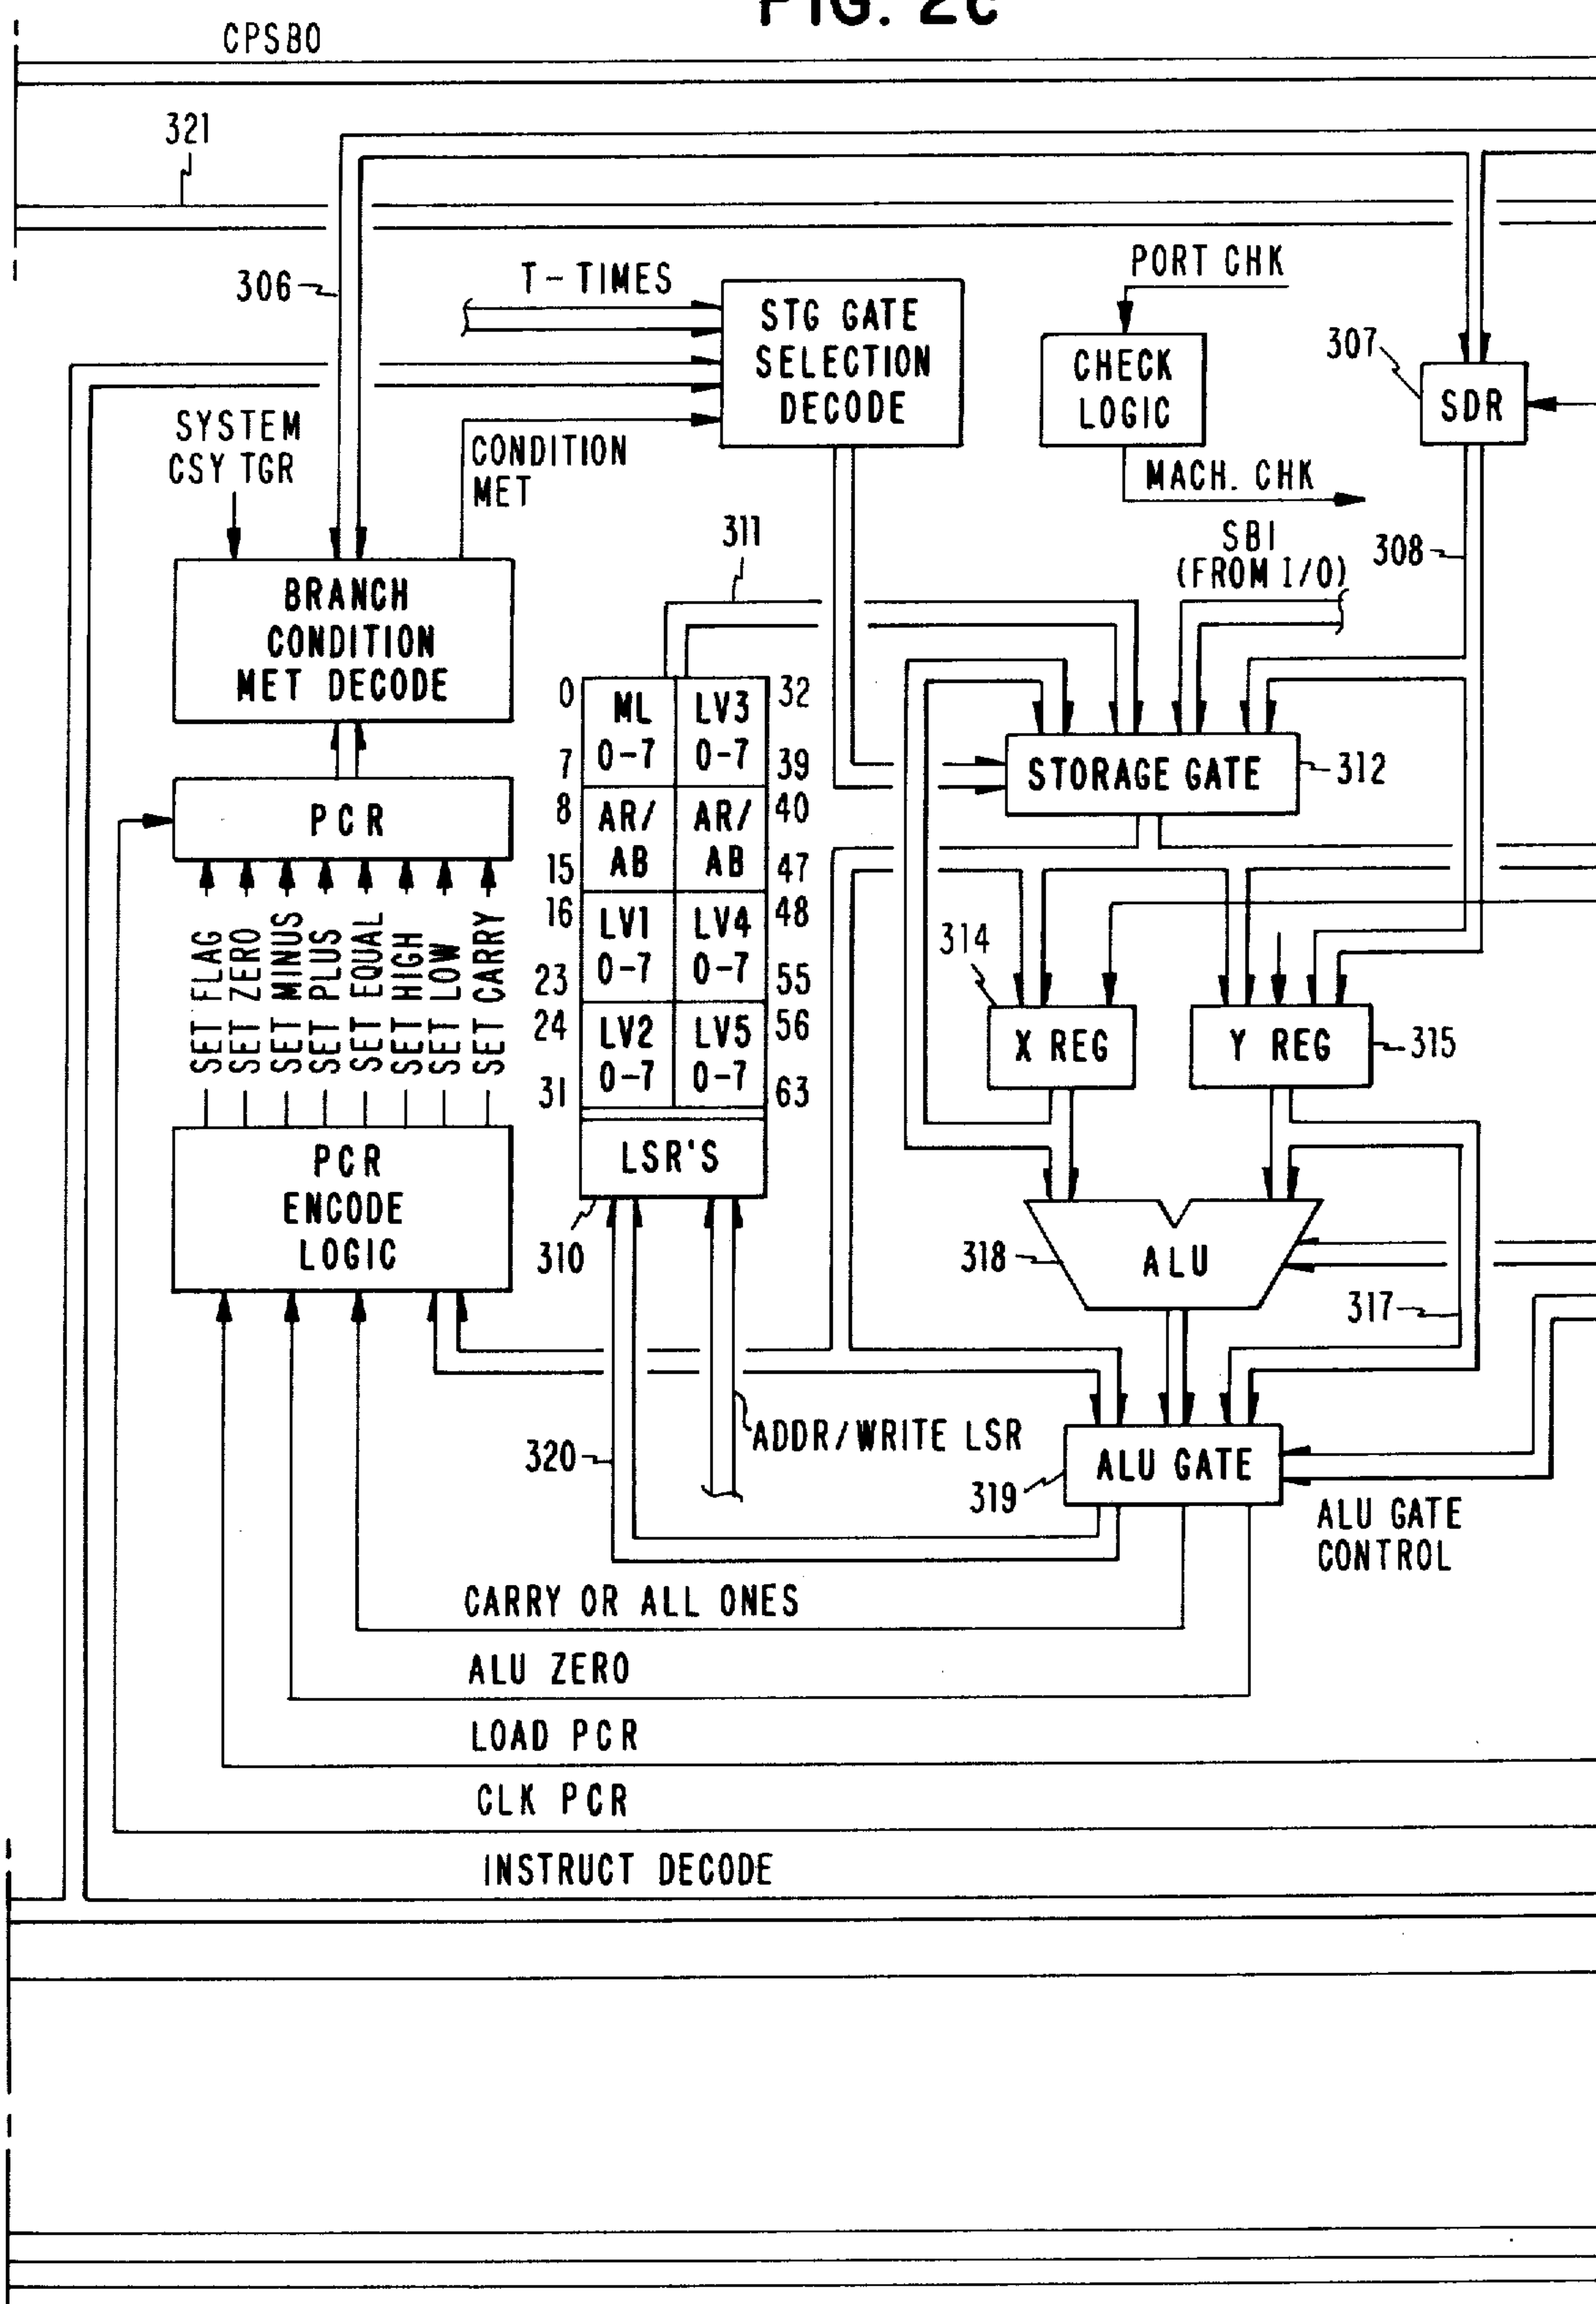 FIG. 2c
CPSBO
321
306
T-TIMES
STG GATE
SELECTION
DECODE
PORT CHK
CHECK
LOGIC
MACH. CHK
307
SDR
SYSTEM
CSY TGR
CONDITION
MET
BRANCH
CONDITION
MET DECODE
311
SBI
(FROM I/O)
308
0
ML
0-7
7
LV3
0-7
32
39
8
AR/
AB
15
AR/
AB
40
47
16
LV1
0-7
23
LV4
0-7
48
55
24
LV2
0-7
31
LV5
0-7
56
63
LSR'S
310
STORAGE GATE
312
PCR
SET FLAG
SET ZERO
SET MINUS
SET PLUS
SET EQUAL
SET HIGH
SET LOW
SET CARRY
PCR
ENCODE
LOGIC
314
X REG
Y REG
315
318
ALU
317
320
ADDR/WRITE LSR
319
ALU GATE
ALU GATE
CONTROL
CARRY OR ALL ONES
ALU ZERO
LOAD PCR
CLK PCR
INSTRUCT DECODE